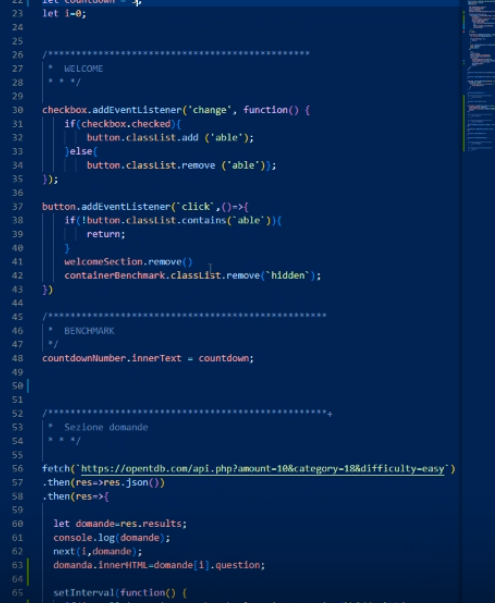 22 let countdown = 5;
23 let i=0;
24
25
26 /************************************************
27 * WELCOME
28 * * */
29
30 checkbox.addEventListener('change', function() {
31 if(checkbox.checked){
32 button.classList.add ('able');
33 }else{
34 button.classList.remove ('able')};
35 });
36
37 button.addEventListener(`click`,()=>{
38 if(!button.classList.contains(`able`)){
39 return;
40 }
41 welcomeSection.remove()
42 containerBenchmark.classList.remove(`hidden`);
43 })
44
45 /***************************************************
46 * BENCHMARK
47 */
48 countdownNumber.innerText = countdown;
49
50
51
52 /***************************************************+
53 * Sezione domande
54 * * */
55
56 fetch(`https://opentdb.com/api.php?amount=10&category=18&difficulty=easy`)
57 .then(res=>res.json())
58 .then(res=>{
59
60 let domande=res.results;
61 console.log(domande);
62 next(i,domande);
63 domanda.innerHTML=domande[i].question;
64
65 setInterval(function() {